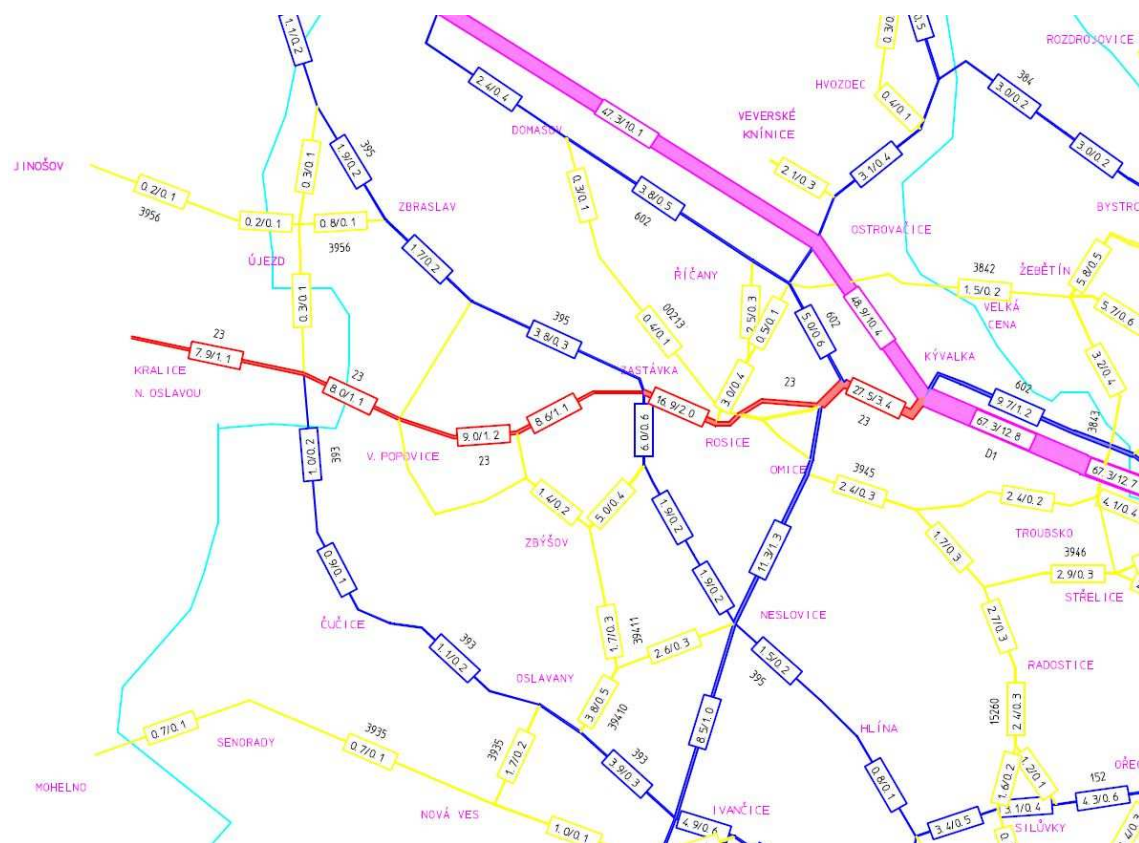 1.1/0.2
0.3/0.
0.5
ROZDROJOVICE
384
3.0/0.2
2.4/0.4
47.3/10.1
HVOZDEC
0.4/0.1
DOMAŠOV
VEVERSKÉ
KNÍNICE
395
1.9/0.2
3.1/0.4
3.0/0.2
JINOŠOV
0.3/0.1
0.3/0.1
2.1/0.3
0.2/0.1
3956
3.8/0.5
602
ZBRASLAV
BYSTRC
0.2/0.1
0.8/0.1
3956
OSTROVAČICE
ÚJEZD
1.7/0.2
3842
ŽEBĚTÍN
5.8/0.5
ŘÍČANY
1.5/0.2
0.3/0.1
00213
2.5/0.3
0.5/0.1
5.0/0.6
602
48.9/10.4
VELKÁ
CENA
5.7/0.6
395
3.8/0.3
0.4/0.1
23
7.9/1.1
KRALICE
N. OSLAVOU
23
8.0/1.1
ZASTÁVKA
KÝVALKA
3.2/0.4
23
3.0/0.4
27.5/3.4
23
602
9.7/1.2
16.9/2.0
8.6/1.1
9.0/1.2
23
V. POPOVICE
6.0/0.6
ROSICE
67.3/12.8
D1
3843
1.0/0.2
393
OMICE
3945
2.4/0.3
67.3/12.7
1.4/0.2
5.0/0.4
2.4/0.2
4.1/0.4
1.9/0.2
ZBÝŠOV
11.3/1.3
1.7/0.3
TROUBSKO
3946
0.9/0.1
1.9/0.2
2.9/0.3
STŘELICE
ČUČICE
NESLOVICE
1.7/0.3
39411
2.7/0.3
393
1.1/0.2
2.6/0.3
1.5/0.2
395
RADOSTICE
OSLAVANY
3.8/0.5
39410
8.5/1.0
2.4/0.3
15260
0.7/0.1
SENORADY
3935
0.7/0.1
3935
1.7/0.2
393
3.9/0.3
HLÍNA
0.8/0.1
1.6/0.2
1.2/0.1
152
4.3/0.6
MOHELNO
NOVÁ VES
IVANČICE
4.9/0.6
3.4/0.5
3.1/0.4
SILŮVKY
1.0/0.1